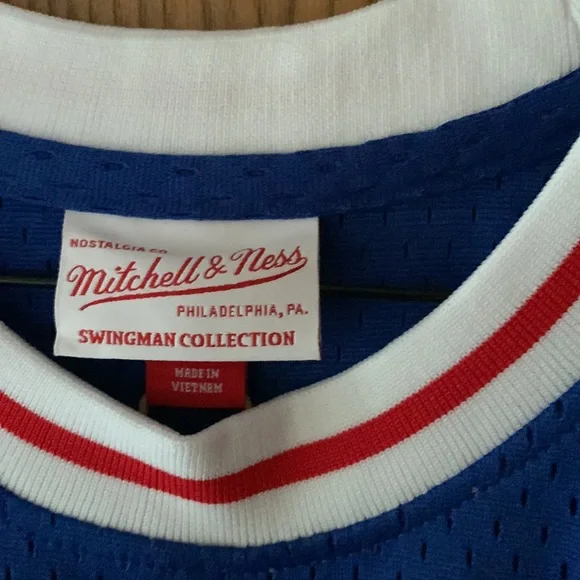 NOSTALGIA CO.
Mitchell & Ness
PHILADELPHIA, PA.
SWINGMAN COLLECTION
MADE IN
VIETNAM